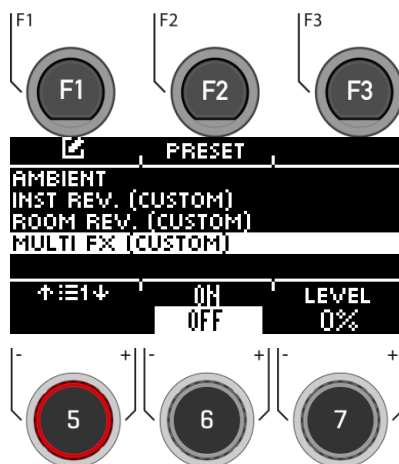 F1 F2 F3
F1 F2 F3
PRESET
AMBIENT
INST REV. (CUSTOM)
ROOM REV. (CUSTOM)
MULTI FX (CUSTOM)
↑ 1↓ ON LEVEL
OFF 0%
- + - + - +
5 6 7